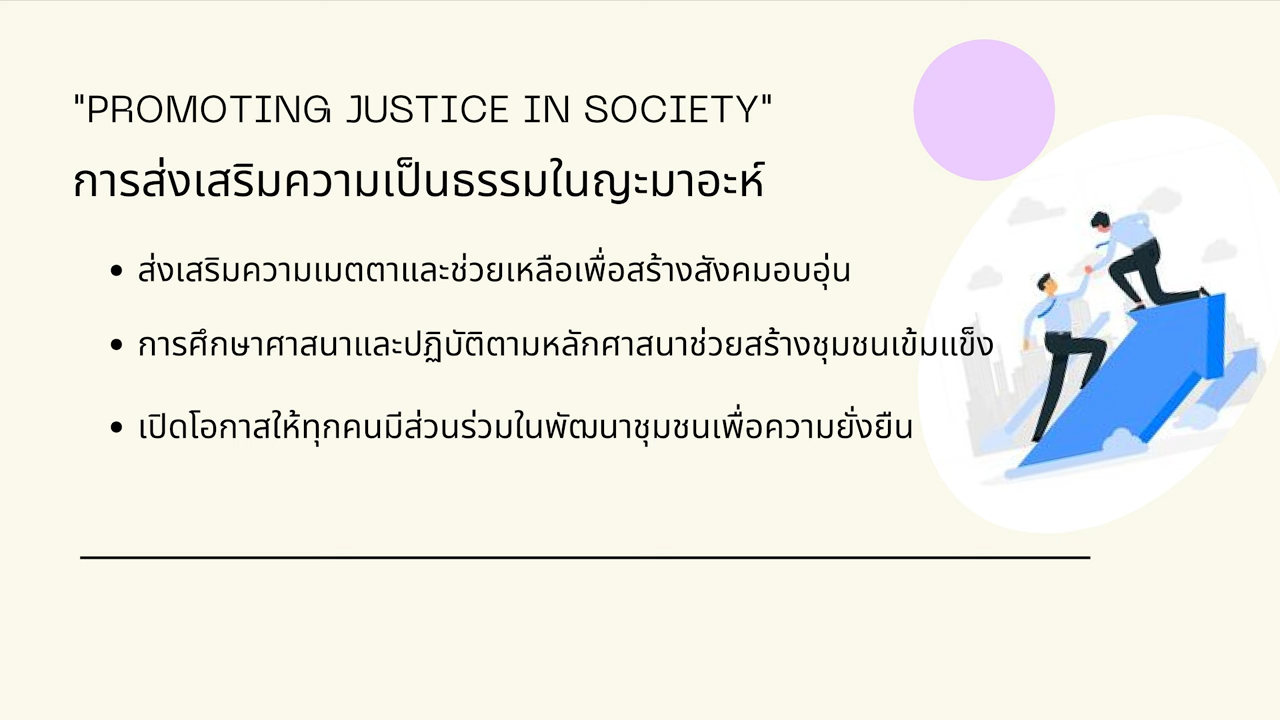 "PROMOTING JUSTICE IN SOCIETY"
การส่งเสริมความเป็นธรรมในญะมาอะห์
• ส่งเสริมความเมตตาและช่วยเหลือเพื่อสร้างสังคมอบอุ่น
• การศึกษาศาสนาและปฏิบัติตามหลักศาสนาช่วยสร้างชุมชนเข้มแข็ง
• เปิดโอกาสให้ทุกคนมีส่วนร่วมในพัฒนาชุมชนเพื่อความยั่งยืน